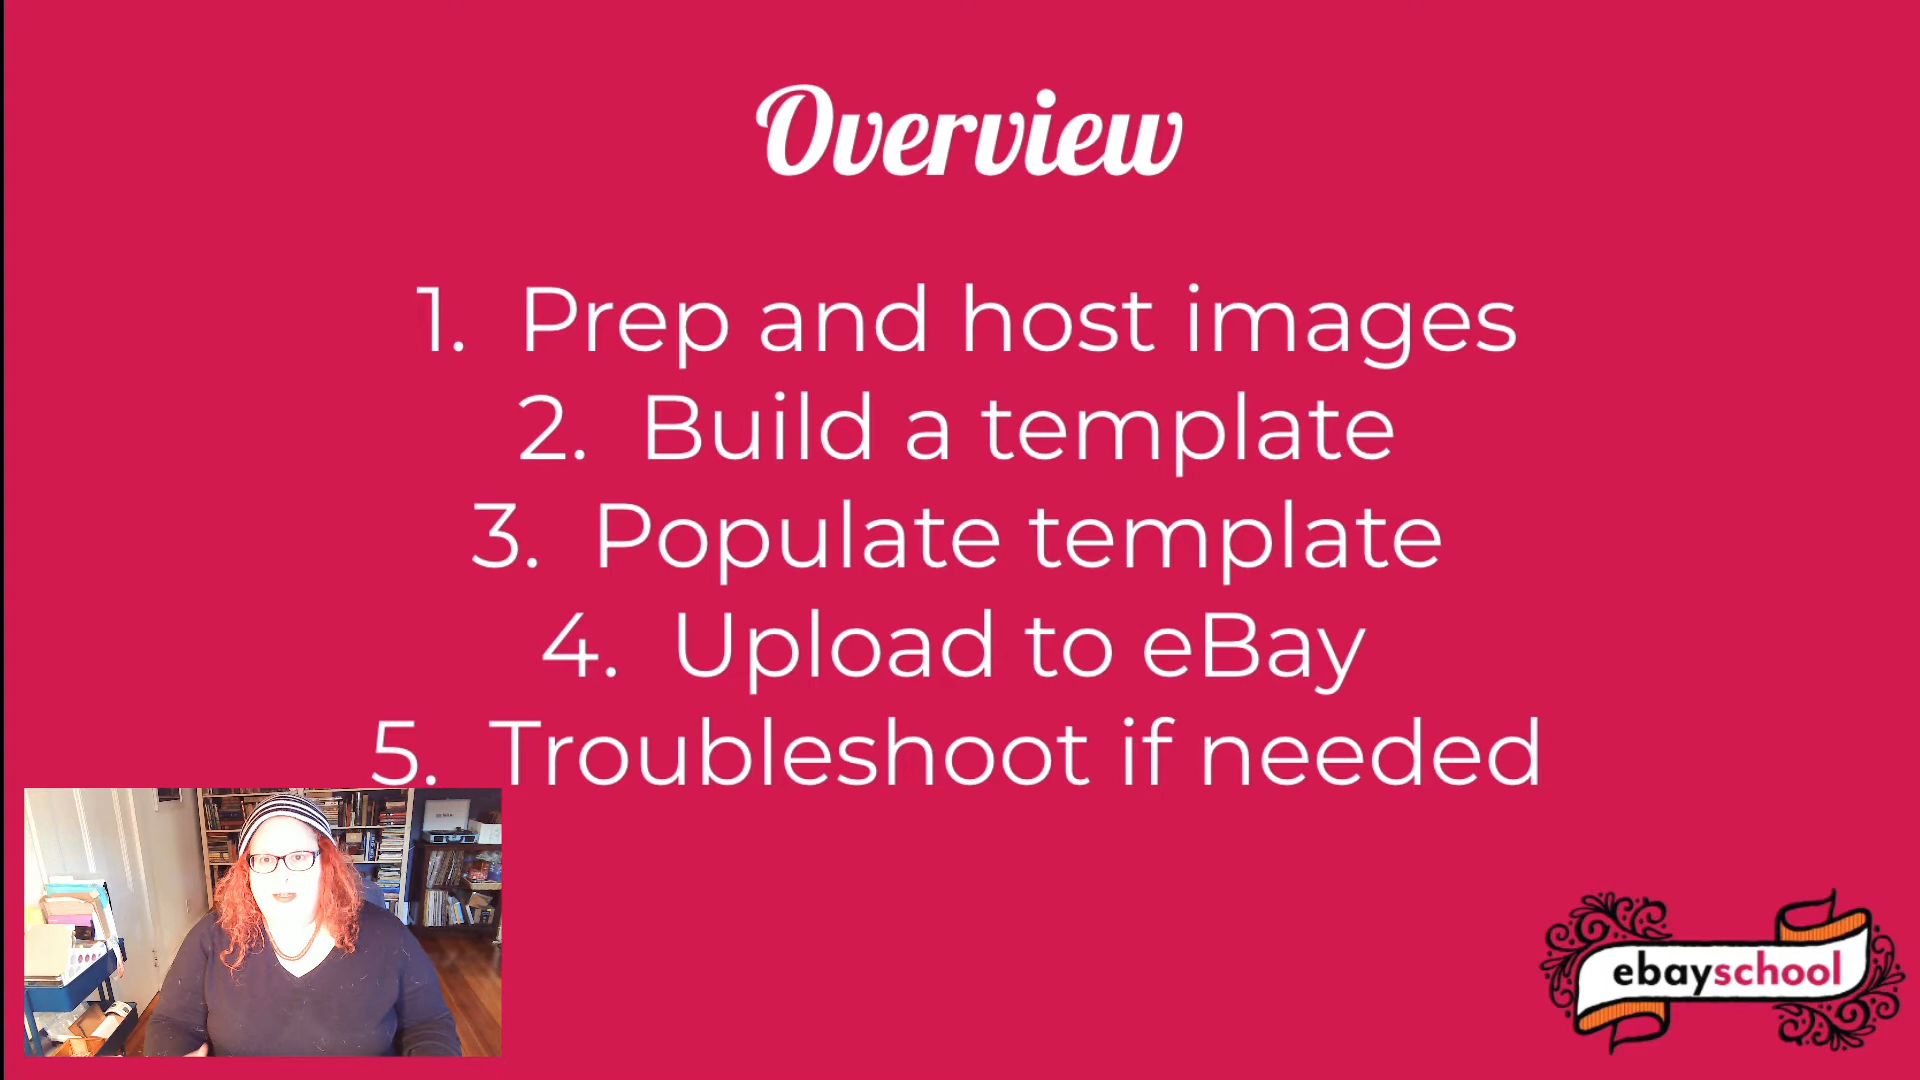 Overview
1. Prep and host images
2. Build a template
3. Populate template
4. Upload to eBay
5. Troubleshoot if needed
ebayschool